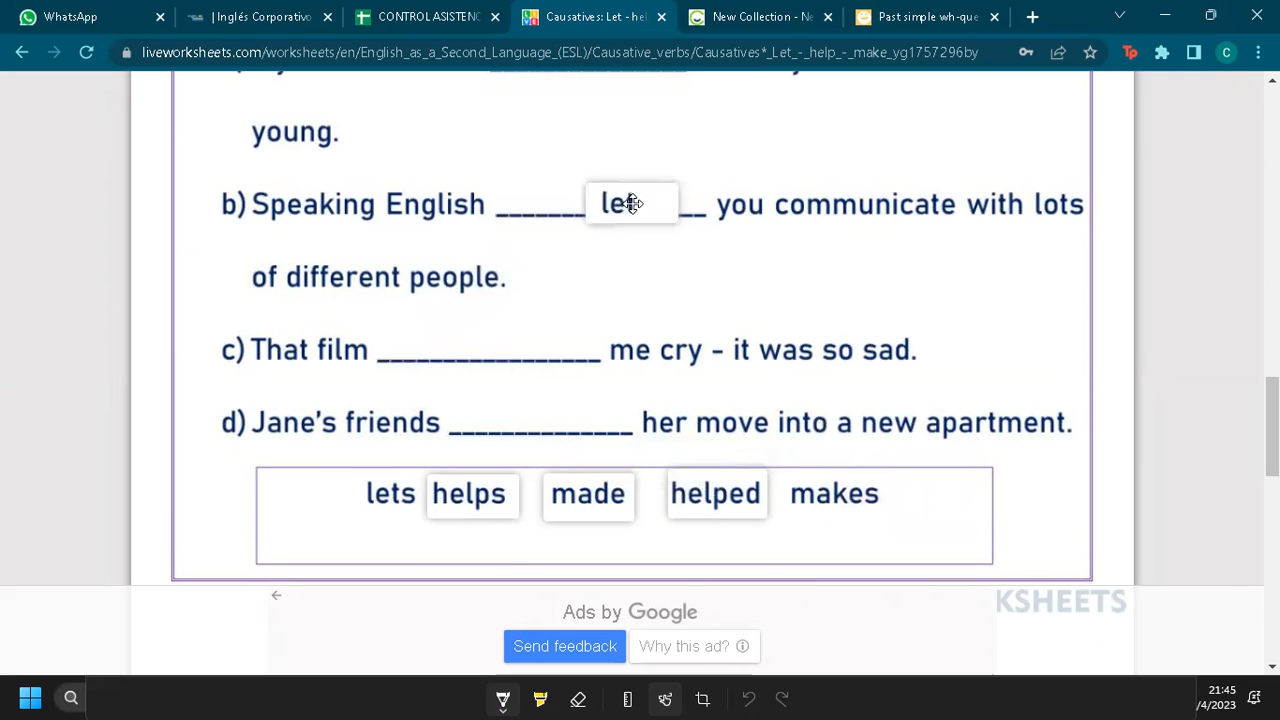 WhatsApp
| Inglés Corporativo
CONTROL ASISTENC
Causatives: Let - hel
New Collection - Ne
Past simple wh-que
liveworksheets.com/worksheets/en/English_as_a_Second_Language_(ESL)/Causative_verbs/Causatives*_Let_-_help_-_make_yg1757296by
C
young.
b) Speaking English _______ let __ you communicate with lots
of different people.
c) That film ________________ me cry - it was so sad.
d) Jane's friends ______________ her move into a new apartment.
lets helps made helped makes
KSHEETS
Ads by Google
Send feedback
Why this ad?
21:45
/4/2023